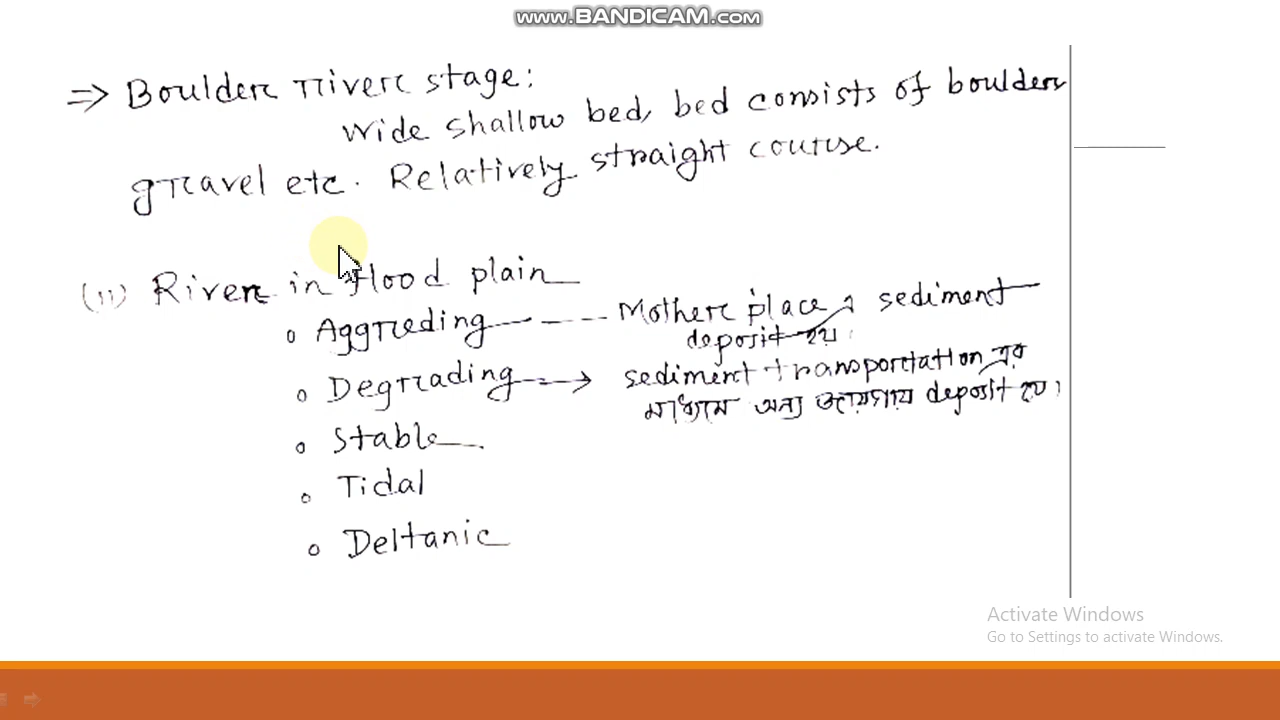 www.BANDICAM.com
⇒ Boulder river stage:
Wide shallow bed, bed consists of boulder
gravel etc. Relatively straight course.
(ii) River in flood plain
o Aggrading --- Mother place এ sediment
deposit হয়।
o Degrading --→ sediment transportation এর
মাধ্যমে অন্য জায়গায় deposit হয়।
o Stable
o Tidal
o Deltanic
Activate Windows
Go to Settings to activate Windows.